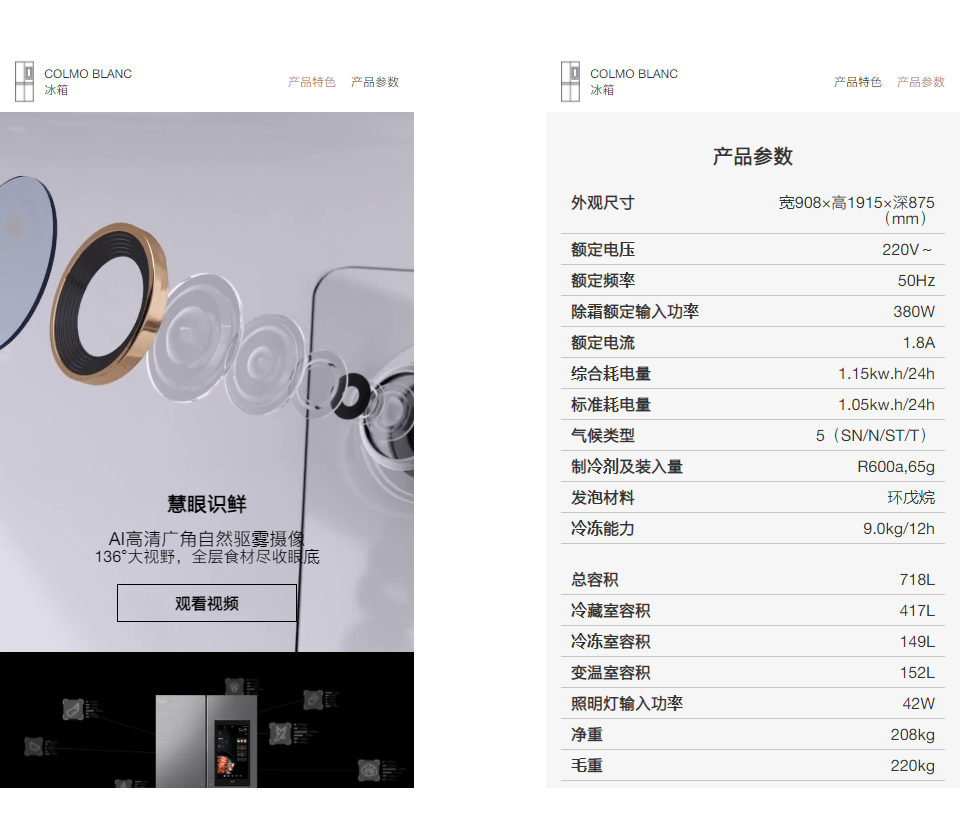 COLMO BLANC
冰箱
产品特色 产品参数
慧眼识鲜
AI高清广角自然驱雾摄像
136°大视野，全层食材尽收眼底
观看视频
COLMO BLANC
冰箱
产品特色 产品参数
产品参数
外观尺寸 宽908×高1915×深875
（mm）
额定电压 220V~
额定频率 50Hz
除霜额定输入功率 380W
额定电流 1.8A
综合耗电量 1.15kw.h/24h
标准耗电量 1.05kw.h/24h
气候类型 5（SN/N/ST/T）
制冷剂及装入量 R600a,65g
发泡材料 环戊烷
冷冻能力 9.0kg/12h
总容积 718L
冷藏室容积 417L
冷冻室容积 149L
变温室容积 152L
照明灯输入功率 42W
净重 208kg
毛重 220kg